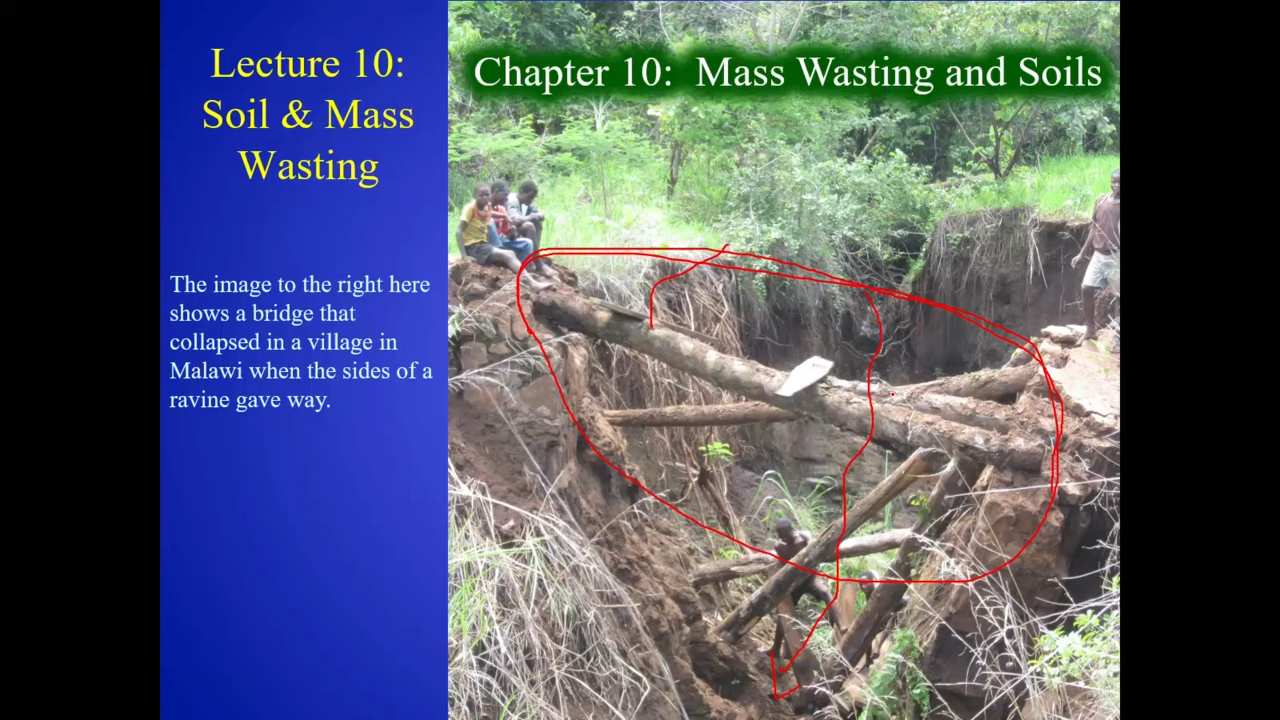 Lecture 10:
Soil & Mass
Wasting
Chapter 10: Mass Wasting and Soils
The image to the right here
shows a bridge that
collapsed in a village in
Malawi when the sides of a
ravine gave way.